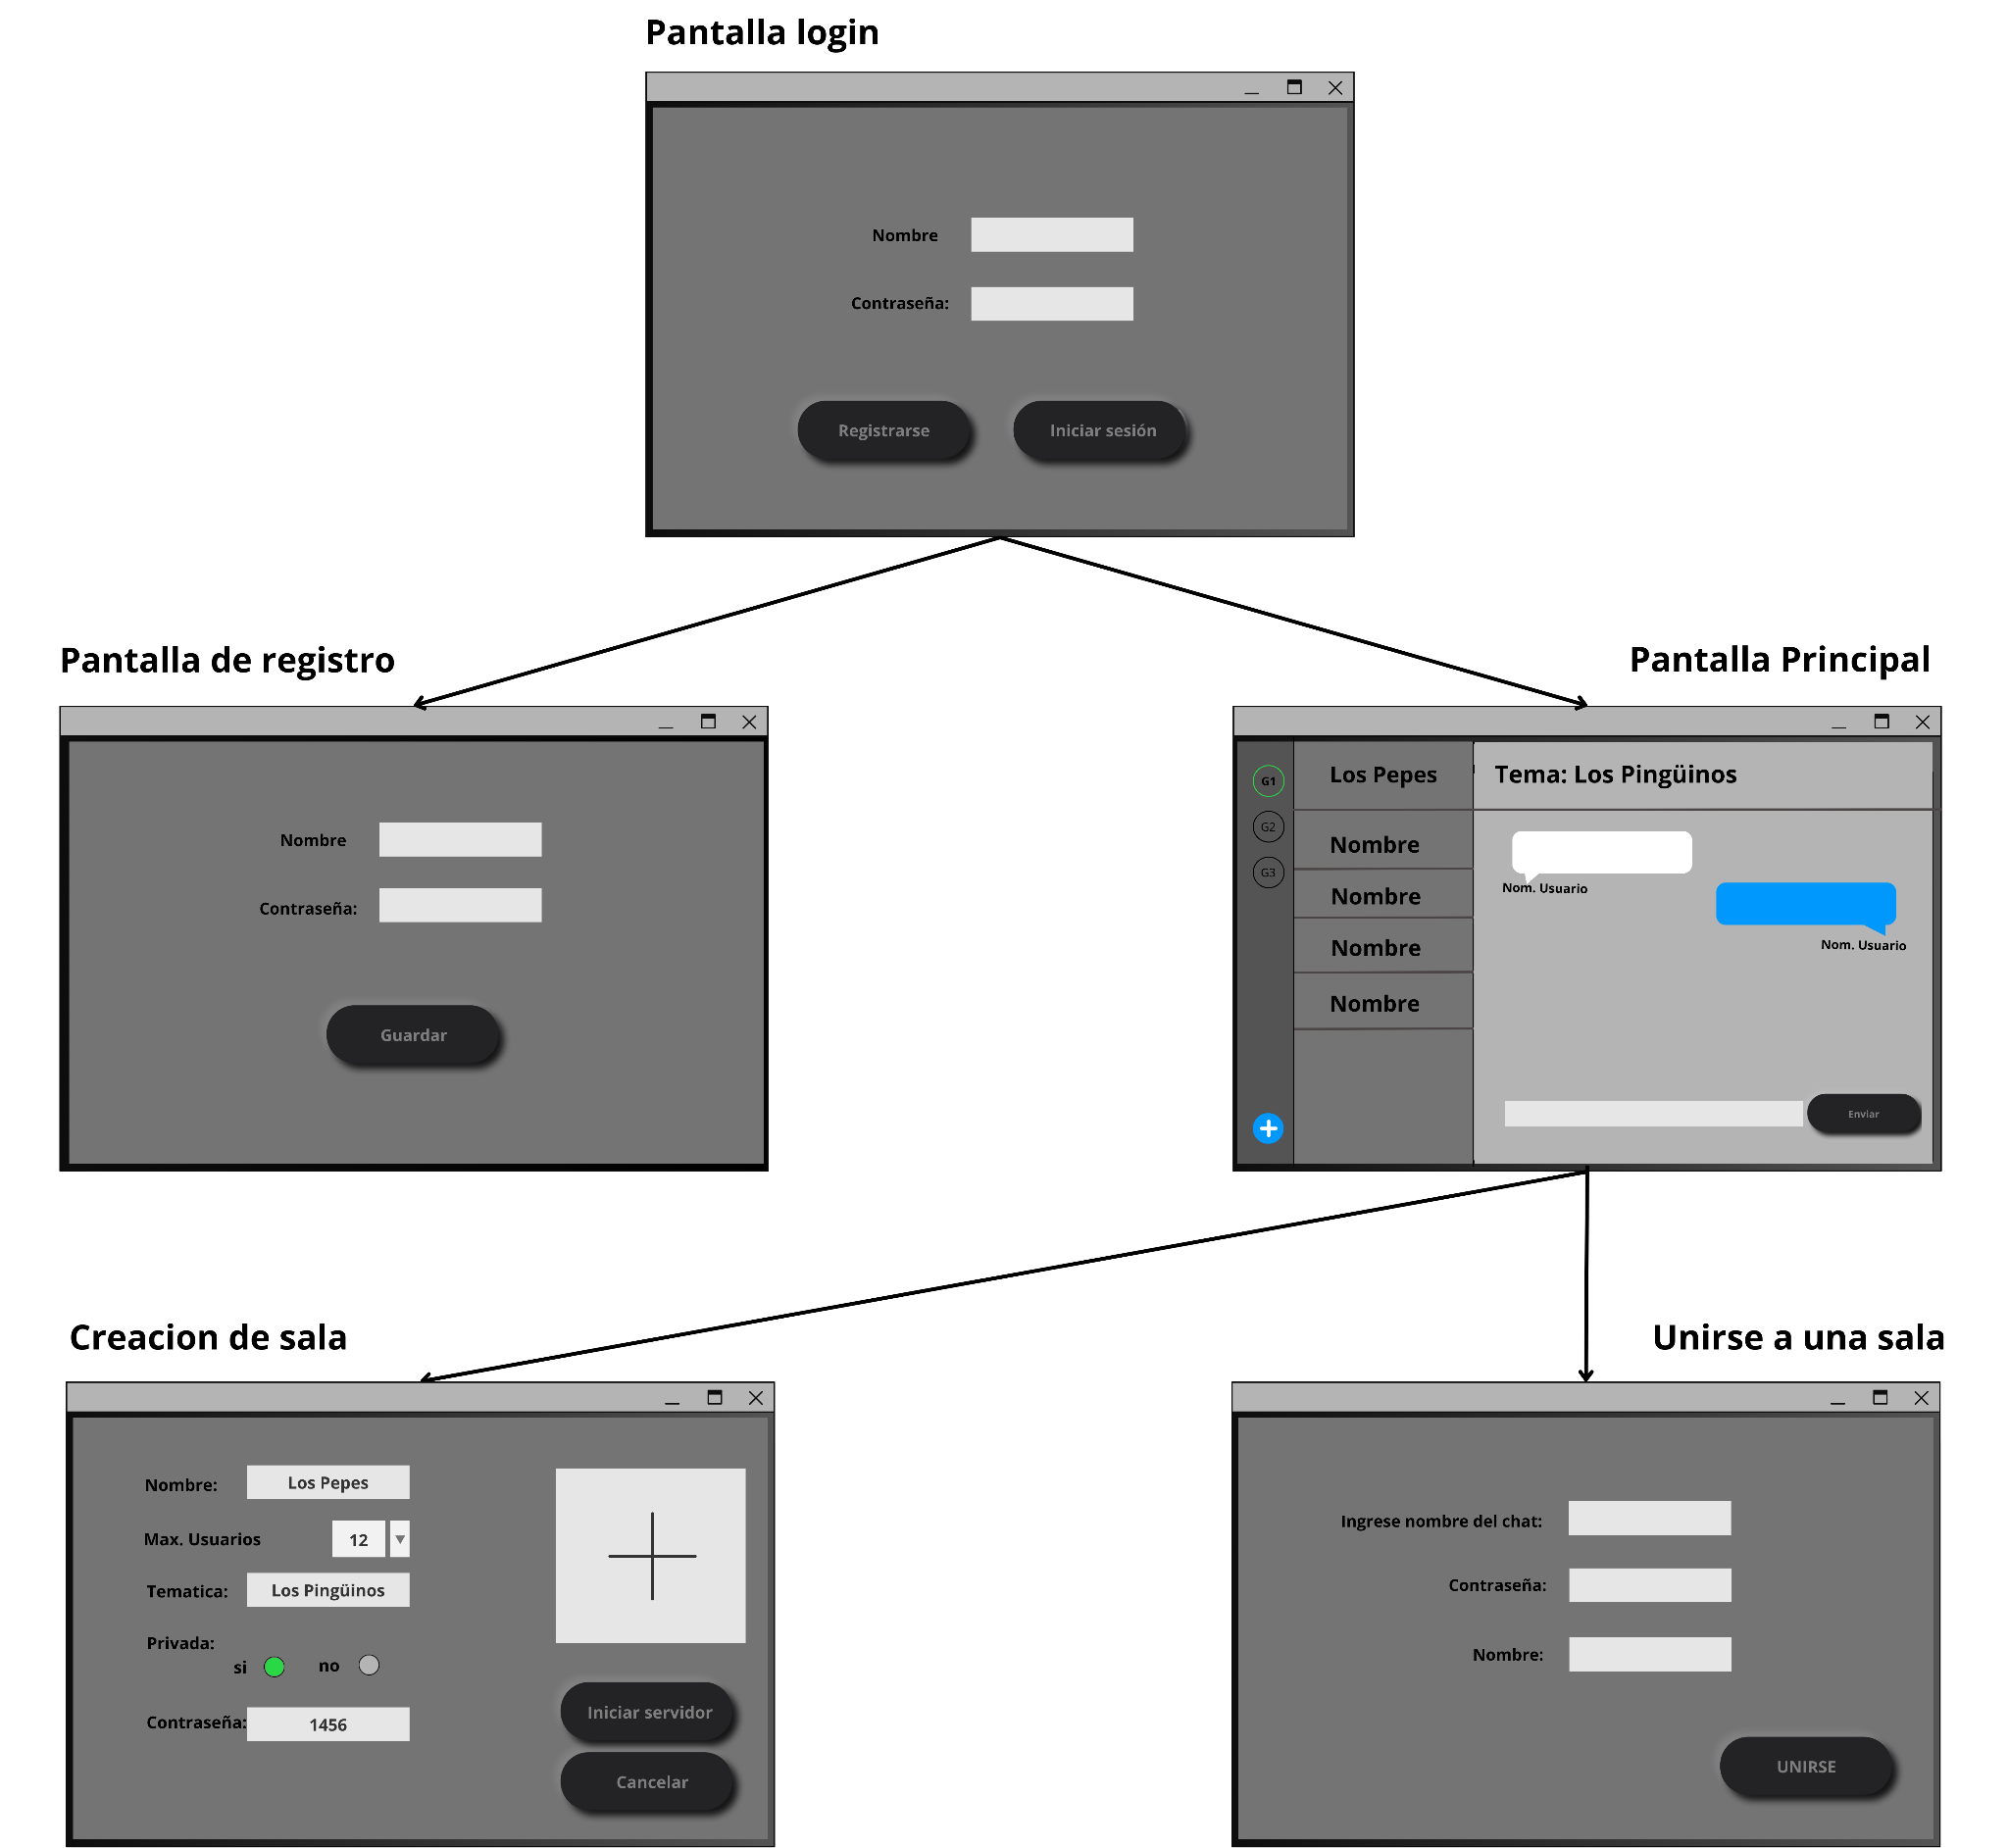 Pantalla login
Nombre
Contraseña:
Registrarse Iniciar sesión
Pantalla de registro
Nombre
Contraseña:
Guardar
Pantalla Principal
G1
G2
G3
Los Pepes
Nombre
Nombre
Nombre
Nombre
Tema: Los Pingüinos
Nom. Usuario
Nom. Usuario
Enviar
Creacion de sala
Nombre: Los Pepes
Max. Usuarios 12
Tematica: Los Pingüinos
Privada:
si no
Contraseña: 1456
Iniciar servidor
Cancelar
Unirse a una sala
Ingrese nombre del chat:
Contraseña:
Nombre:
UNIRSE